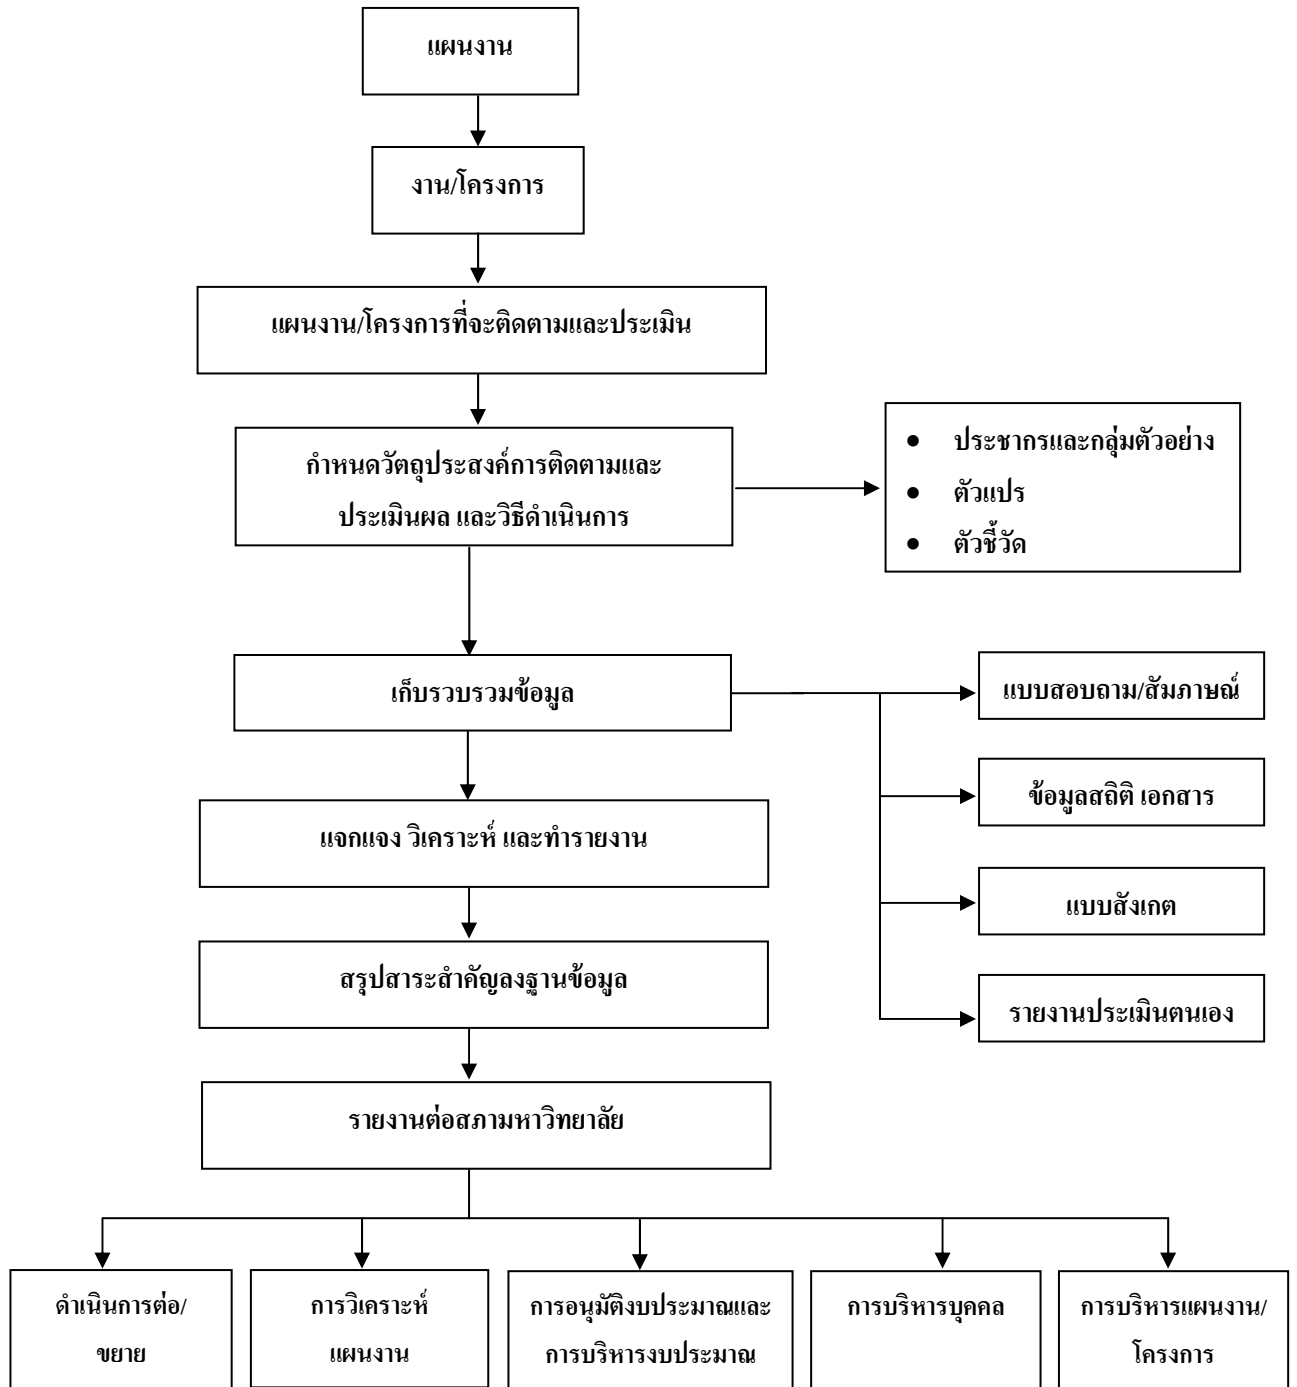 แผนงาน
งาน/โครงการ
แผนงาน/โครงการที่จะติดตามและประเมิน
กำหนดวัตถุประสงค์การติดตามและ
ประเมินผล และวิธีดำเนินการ
• ประชากรและกลุ่มตัวอย่าง
• ตัวแปร
• ตัวชี้วัด
เก็บรวบรวมข้อมูล
แบบสอบถาม/สัมภาษณ์
ข้อมูลสถิติ เอกสาร
แบบสังเกต
รายงานประเมินตนเอง
แจกแจง วิเคราะห์ และทำรายงาน
สรุปสาระสำคัญลงฐานข้อมูล
รายงานต่อสภามหาวิทยาลัย
ดำเนินการต่อ/
ขยาย
การวิเคราะห์
แผนงาน
การอนุมัติงบประมาณและ
การบริหารงบประมาณ
การบริหารบุคคล
การบริหารแผนงาน/
โครงการ